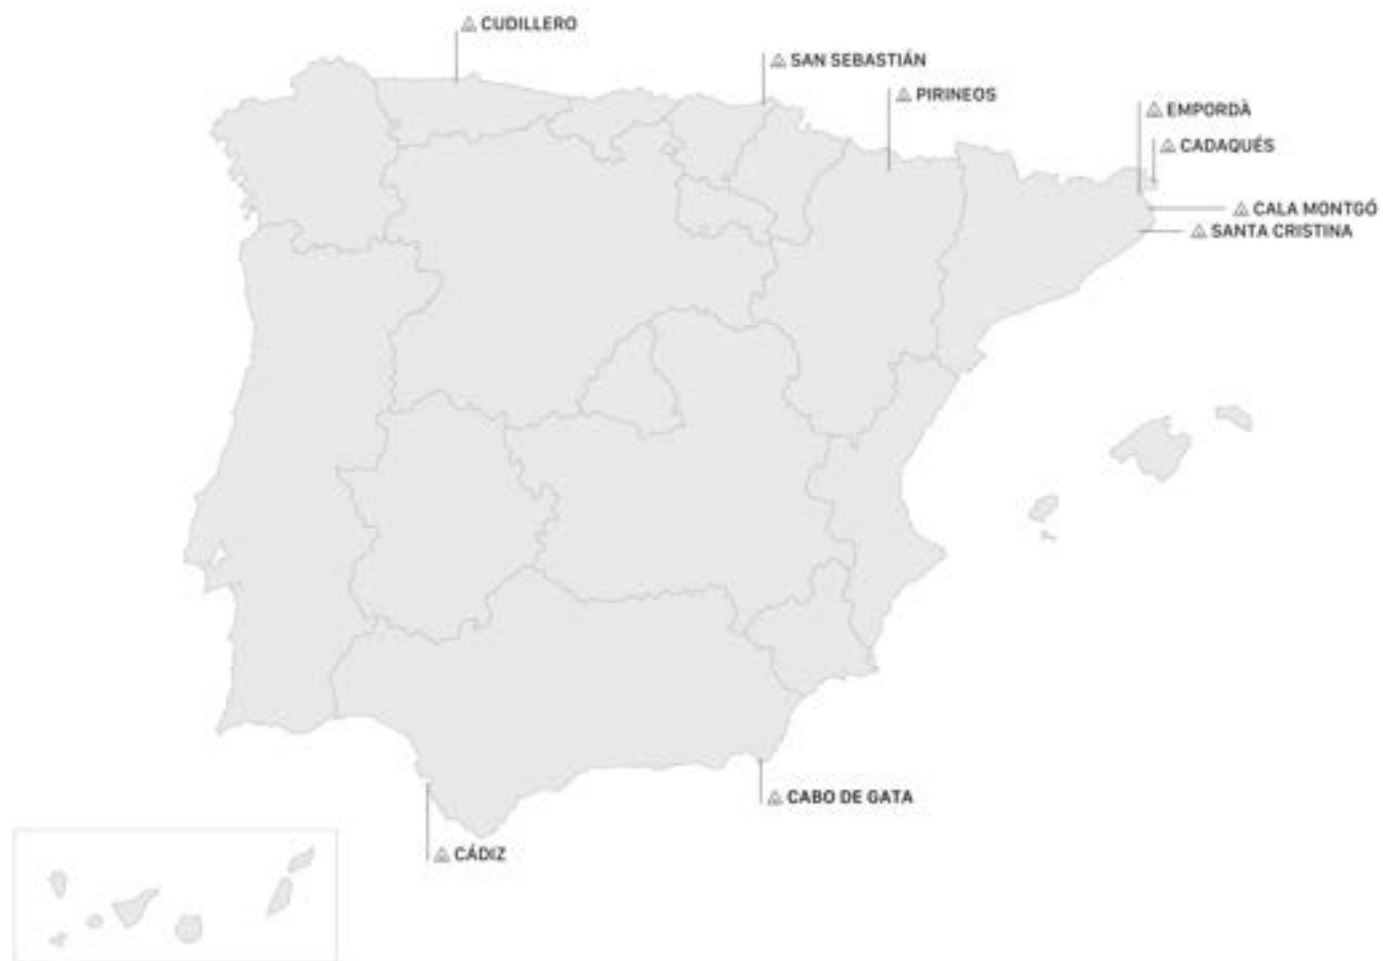 CUDILLERO
SAN SEBASTIÁN
PIRINEOS
EMPORDÀ
CADAQUÉS
CALA MONTGÓ
SANTA CRISTINA
CABO DE GATA
CÁDIZ